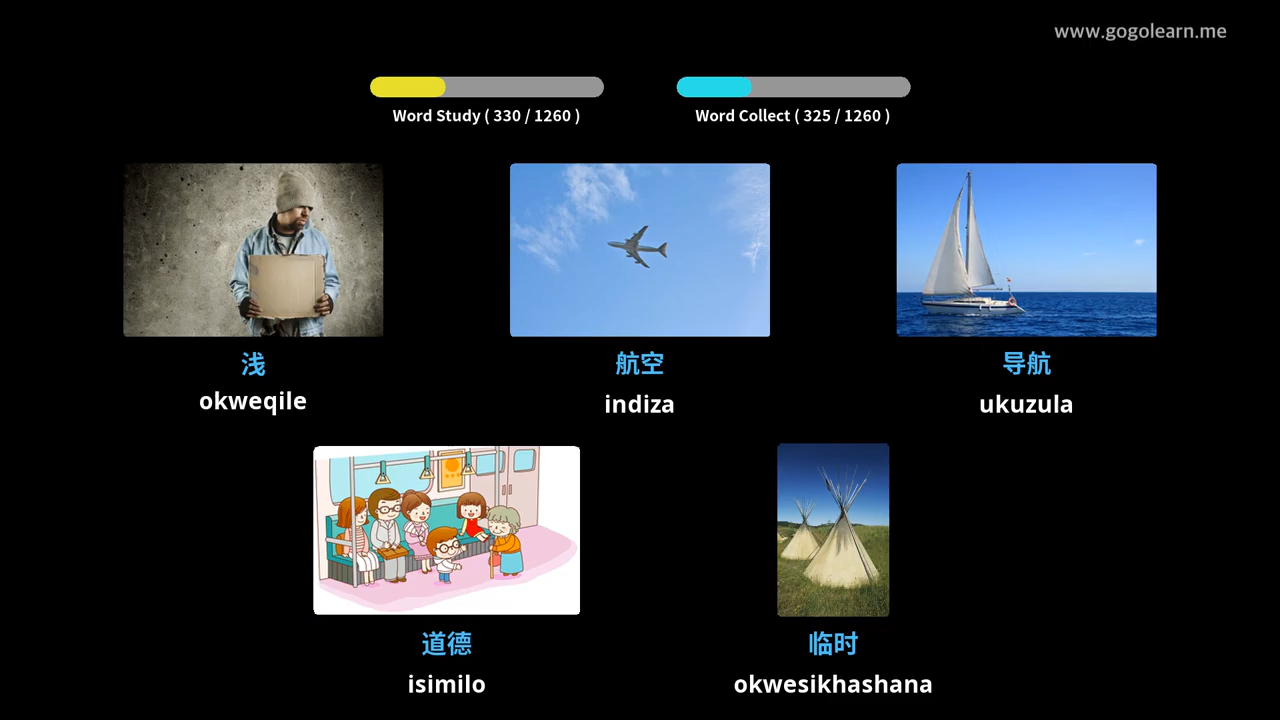 www.gogolearn.me
Word Study ( 330 / 1260 )
Word Collect ( 325 / 1260 )
浅
okweqile
航空
indiza
导航
ukuzula
道德
isimilo
临时
okwesikhashana